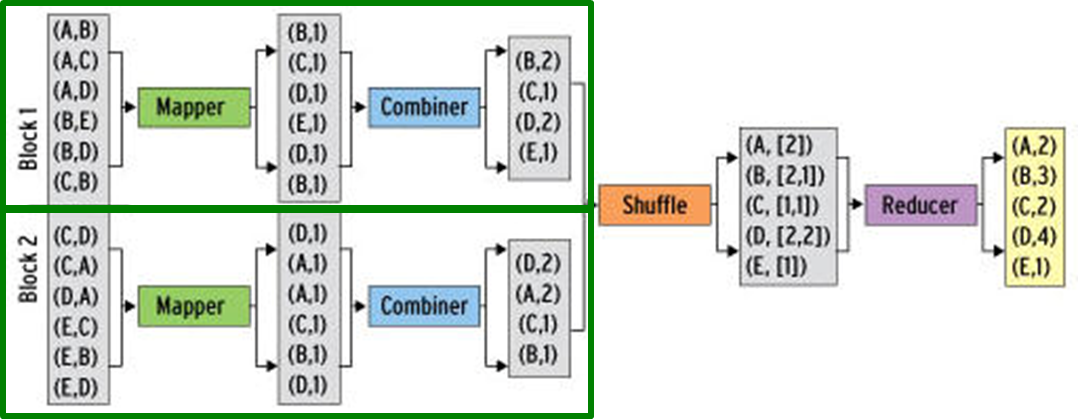 Block 1
(A,B)
(A,C)
(A,D)
(B,E)
(B,D)
(C,B)
Mapper
(B,1)
(C,1)
(D,1)
(E,1)
(D,1)
(B,1)
Combiner
(B,2)
(C,1)
(D,2)
(E,1)
Block 2
(C,D)
(C,A)
(D,A)
(E,C)
(E,B)
(E,D)
Mapper
(D,1)
(A,1)
(A,1)
(C,1)
(B,1)
(D,1)
Combiner
(D,2)
(A,2)
(C,1)
(B,1)
Shuffle
(A, [2])
(B, [2,1])
(C, [1,1])
(D, [2,2])
(E, [1])
Reducer
(A,2)
(B,3)
(C,2)
(D,4)
(E,1)